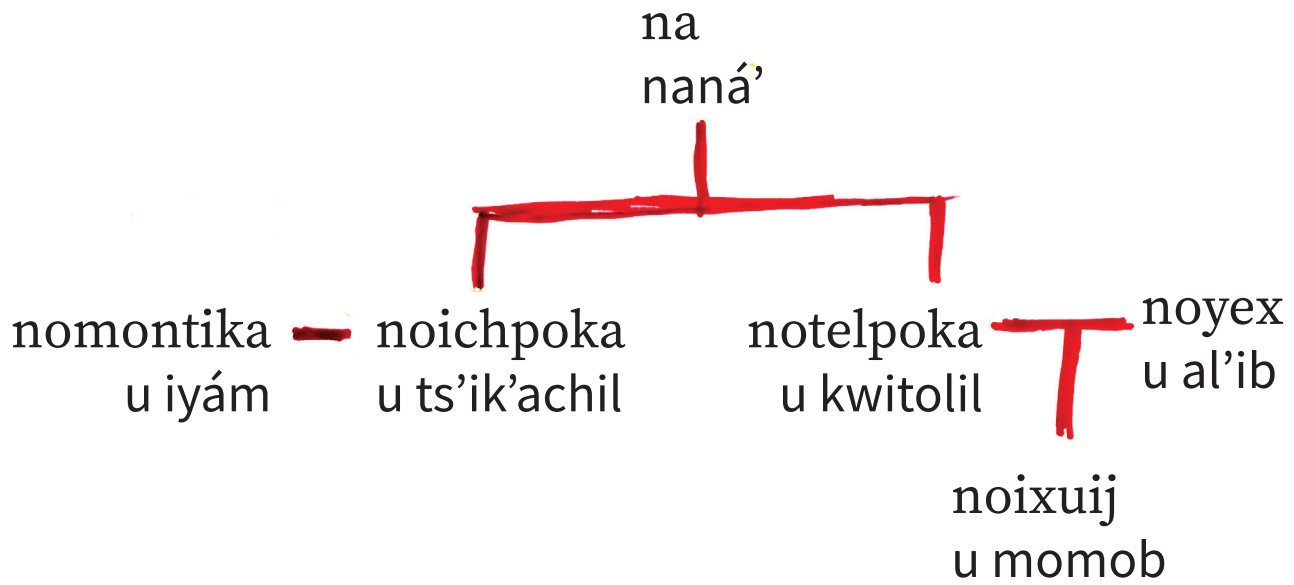 na
naná’
nomontika
u iyám
noichpoka
u ts’ik’achil
notelpoka
u kwitolil
noyex
u al’ib
noixuij
u momob